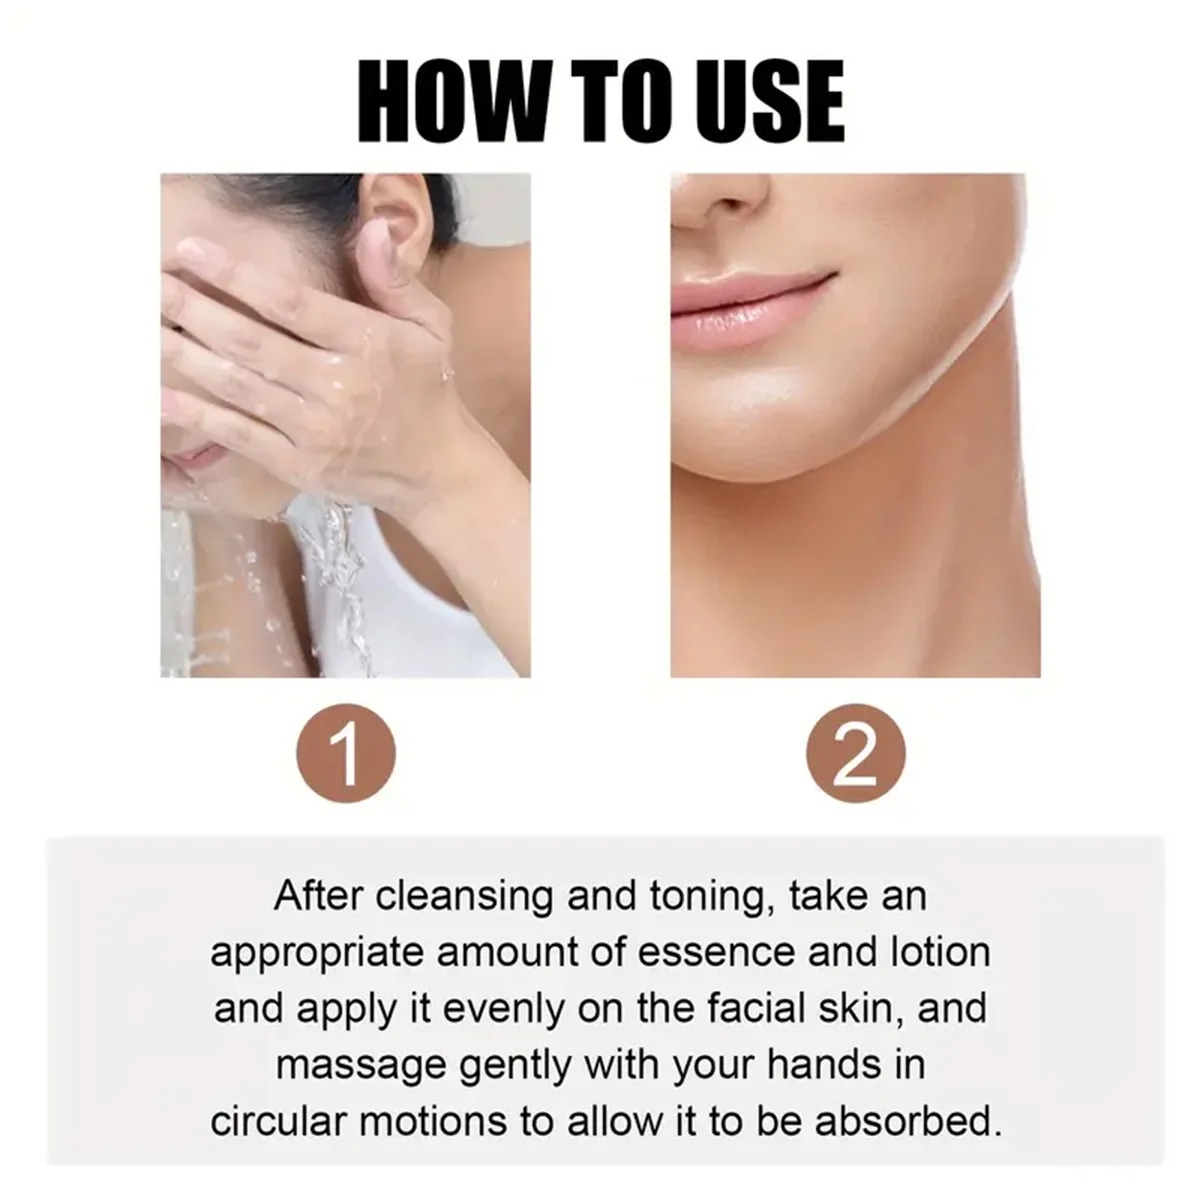 HOW TO USE
1
2
After cleansing and toning, take an
appropriate amount of essence and lotion
and apply it evenly on the facial skin, and
massage gently with your hands in
circular motions to allow it to be absorbed.